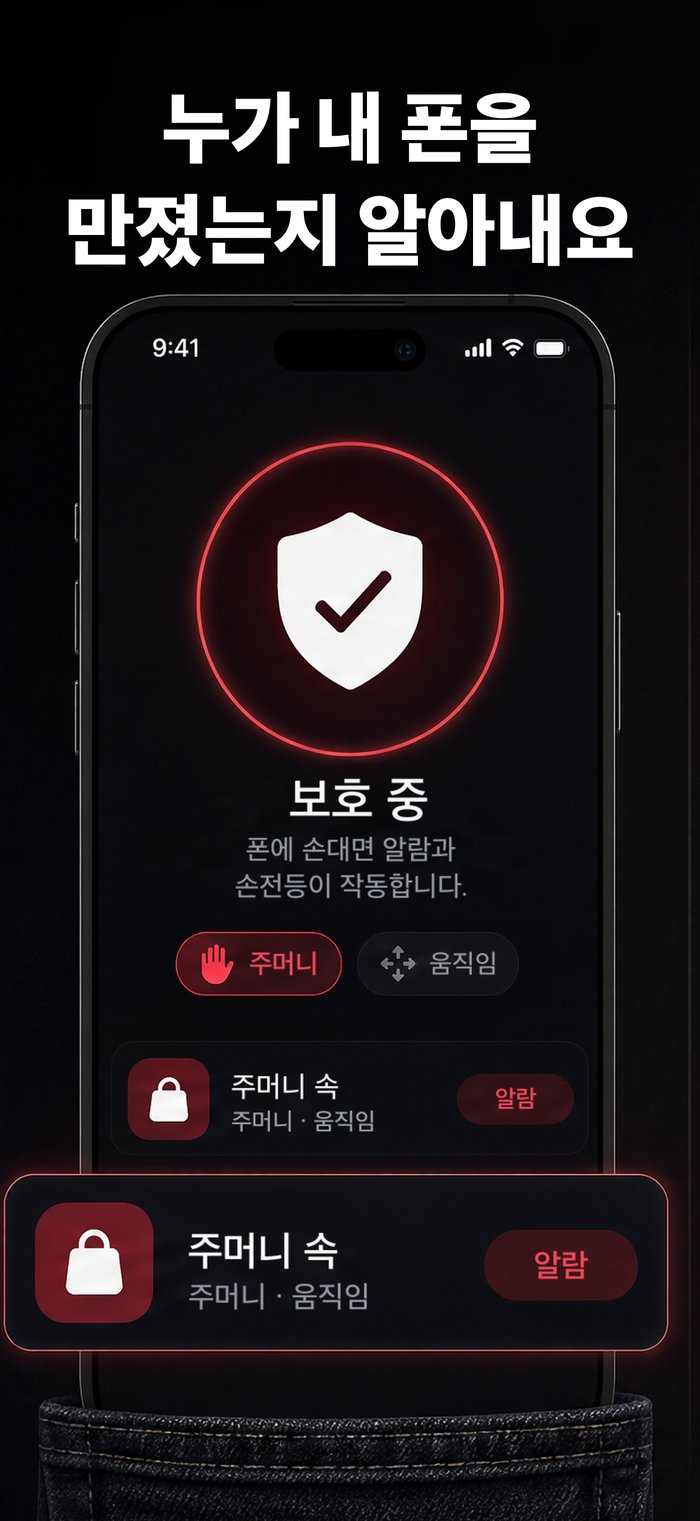 누가 내 폰을
만졌는지 알아내요
9:41
보호 중
폰에 손대면 알람과
손전등이 작동합니다.
주머니
움직임
주머니 속
알람
주머니 · 움직임
주머니 속
알람
주머니 · 움직임